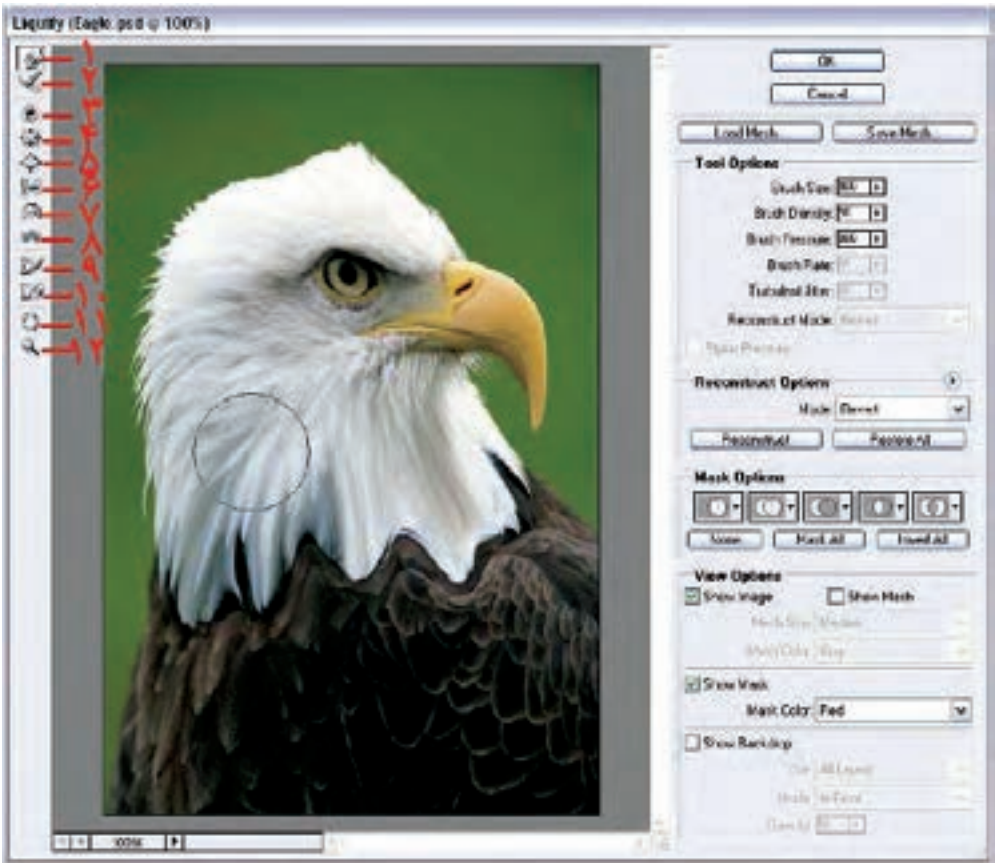 Liquify (Eagle.psd @ 100%)
۱
۲
۳
۴
۵
۶
۷
۸
۹
۱۰
۱۱
۱۲
100%
OK
Cancel
Load Mesh...
Save Mesh...
Tool Options
Brush Size:
Brush Density:
Brush Pressure:
Brush Rate:
Turbulent Jitter:
Reconstruct Mode: Revert
Stylus Pressure
Reconstruct Options
Mode: Revert
Reconstruct
Restore All
Mask Options
None
Mask All
Invert All
View Options
Show Image
Show Mesh
Mesh Size: Medium
Mesh Color: Gray
Show Mask
Mask Color: Red
Show Backdrop
Use: All Layers
Mode: In Front
Opacity: